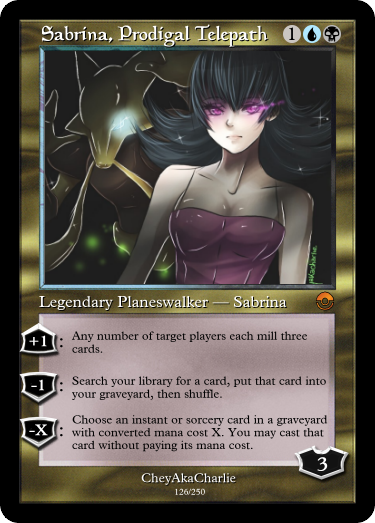 Sabrina, Prodigal Telepath 1
Legendary Planeswalker — Sabrina
+1: Any number of target players each mill three
cards.
-1: Search your library for a card, put that card into
your graveyard, then shuffle.
-X: Choose an instant or sorcery card in a graveyard
with converted mana cost X. You may cast that
card without paying its mana cost.
3
CheyAkaCharlie
126/250